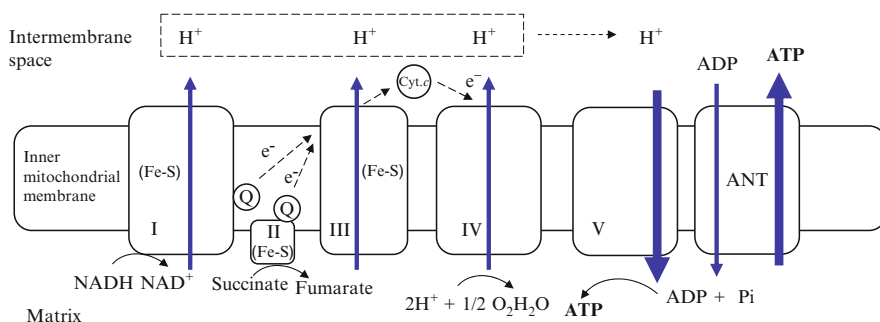 Intermembrane space
H+ H+ H+ H+
ADP ATP
Cyt.c e–
Inner mitochondrial membrane
(Fe-S) e- (Fe-S) ANT
Q e- Q
I II III IV V
(Fe-S)
NADH NAD+ Succinate Fumarate
2H+ + 1/2 O2H2O ATP ADP + Pi
Matrix